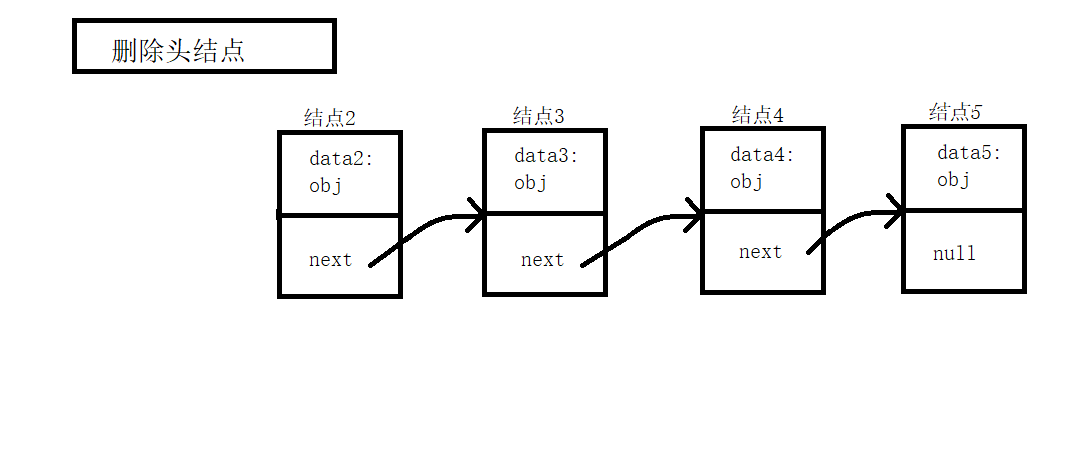 删除头结点
结点2
结点3
结点4
结点5
data2:
obj
data3:
obj
data4:
obj
data5:
obj
next
next
next
null